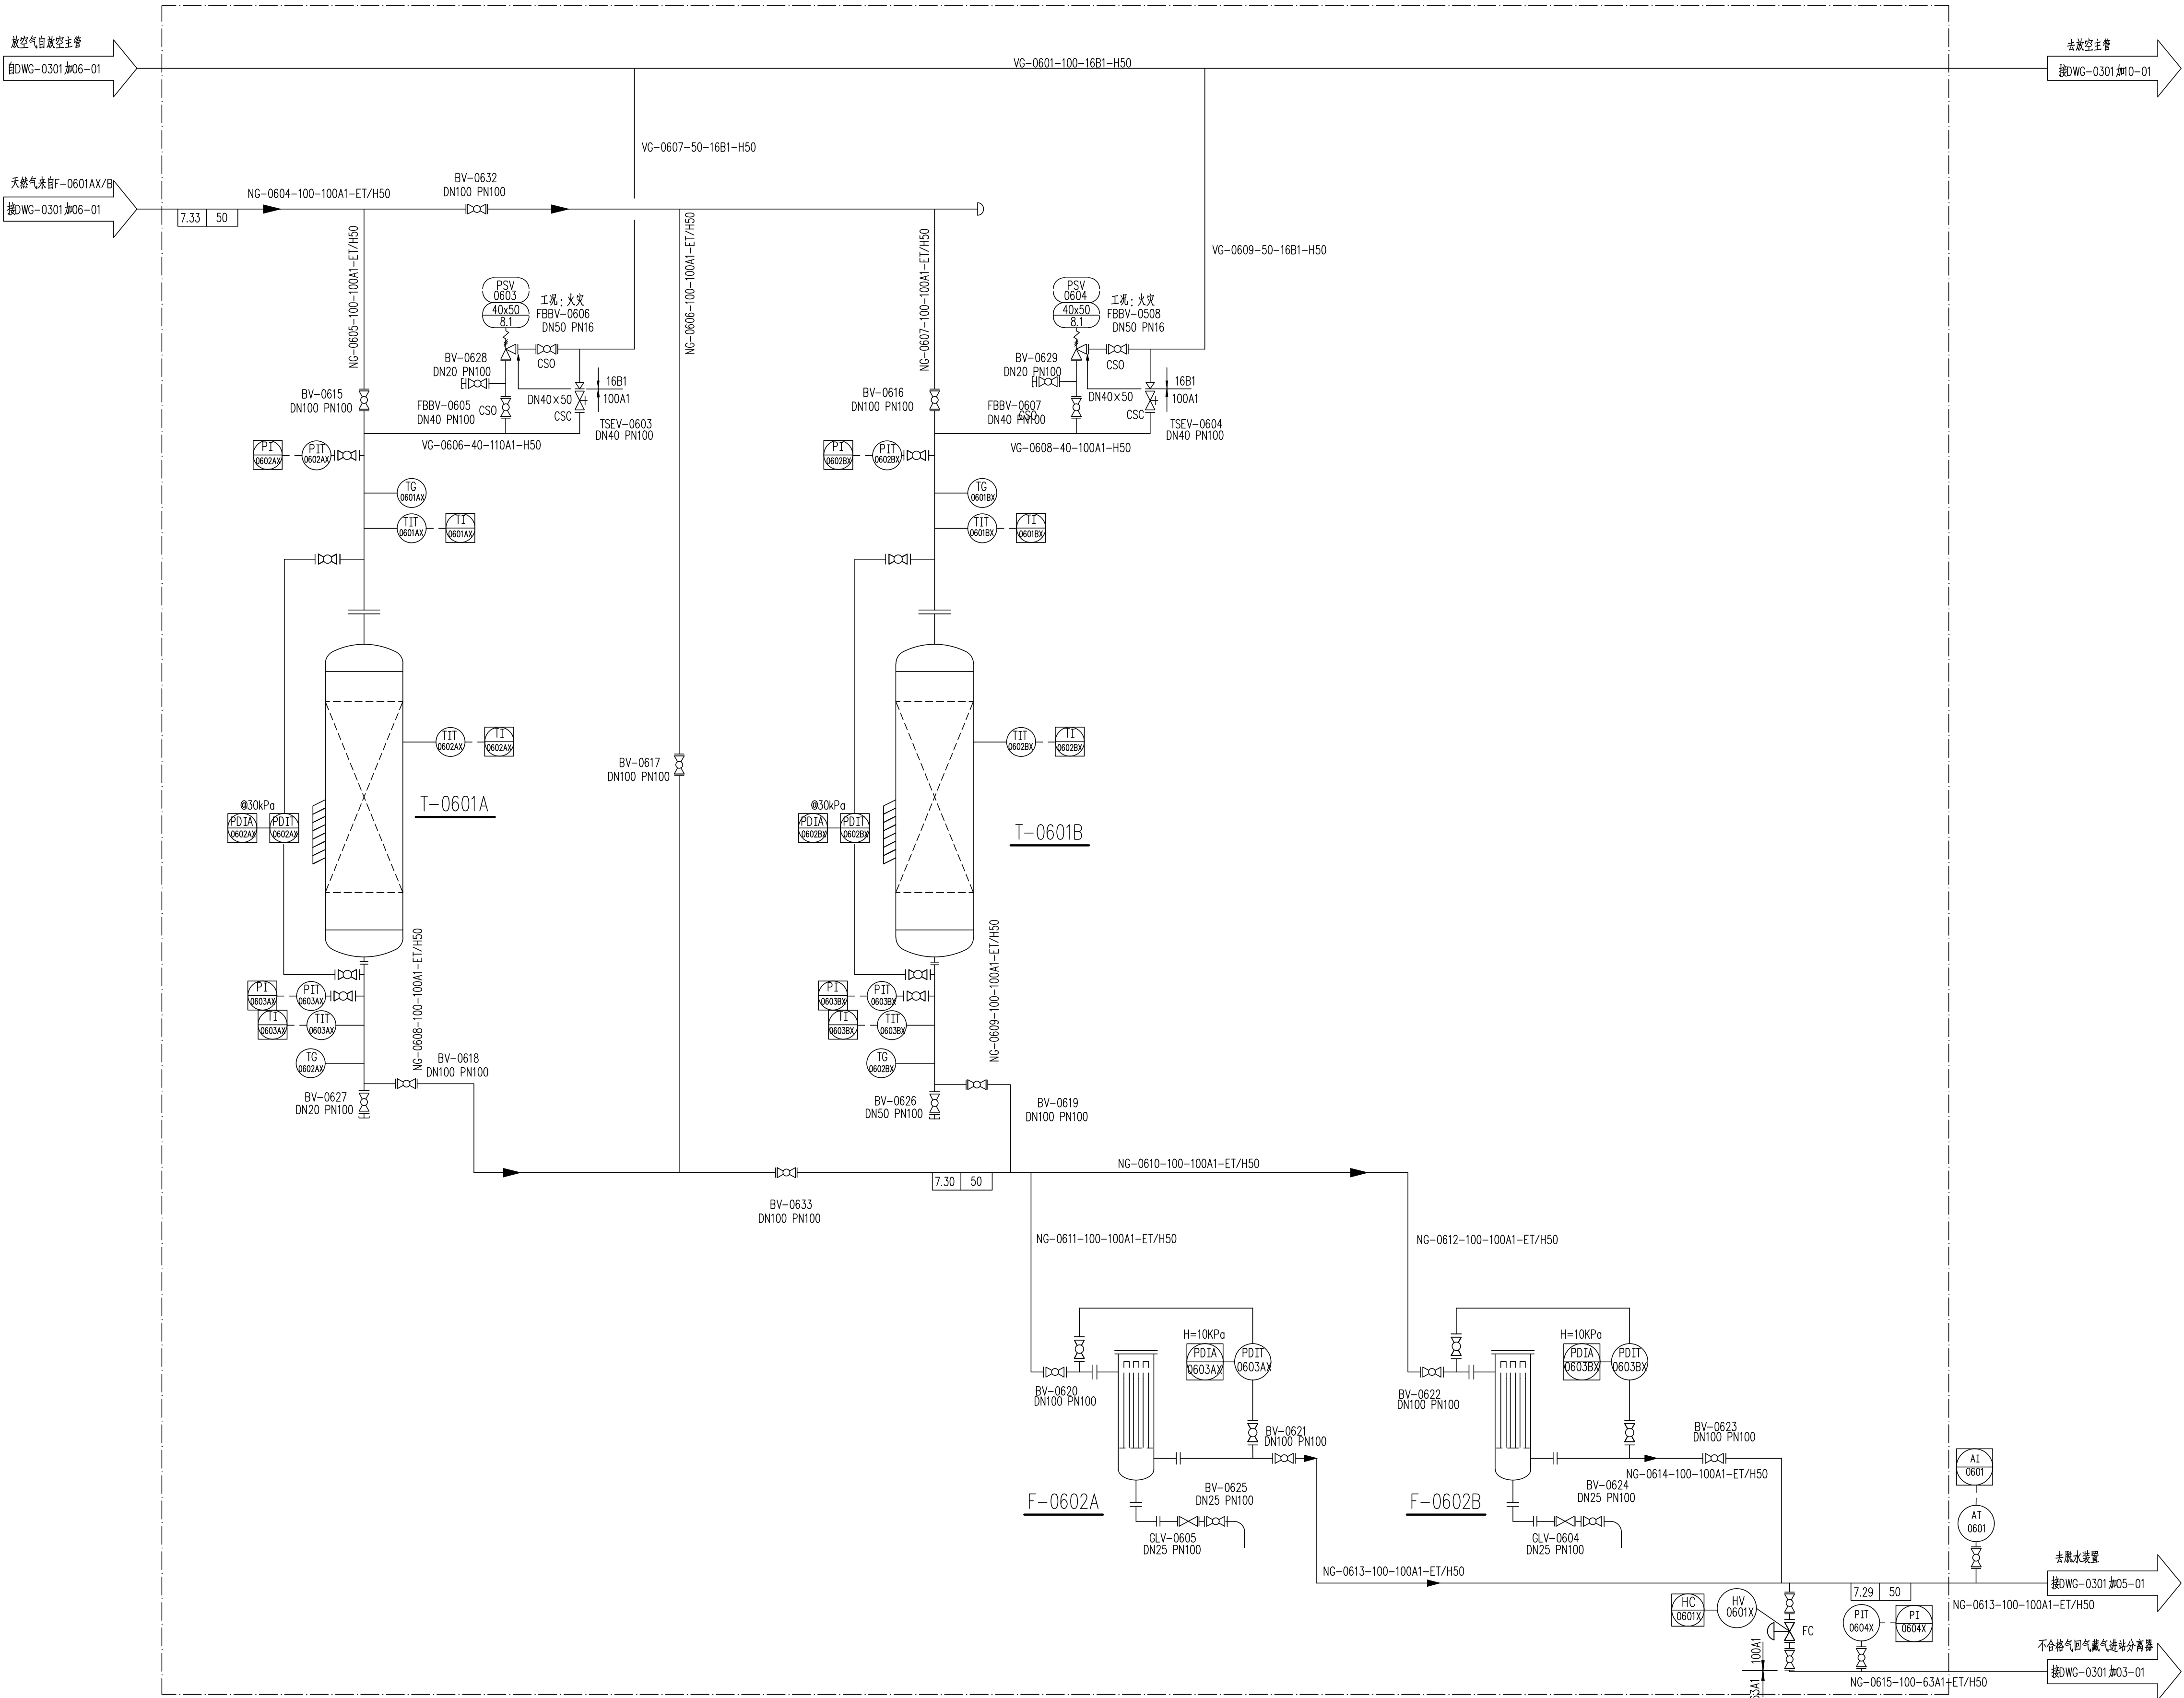 放空气自放空主管
自DWG-0301加06-01
VG-0601-100-16B1-H50
去放空主管
接DWG-0301加10-01
VG-0607-50-16B1-H50
天然气来自F-0601AX/B
接DWG-0301加06-01
7.33 50
NG-0604-100-100A1-ET/H50
BV-0632
DN100 PN100
NG-0605-100-100A1-ET/H50
NG-0606-100-100A1-ET/H50
NG-0607-100-100A1-ET/H50
VG-0609-50-16B1-H50
PSV
0603
40x50
8.1
工况：火灾
FBBV-0606
DN50 PN16
CSO
BV-0628
DN20 PN100
BV-0615
DN100 PN100
FBBV-0605
DN40 PN100
CSO
DN40×50
CSC
16B1
100A1
TSEV-0603
DN40 PN100
VG-0606-40-110A1-H50
PSV
0604
40x50
8.1
工况：火灾
FBBV-0508
DN50 PN16
CSO
BV-0629
DN20 PN100
BV-0616
DN100 PN100
FBBV-0607
DN40 PN100
CSO
DN40×50
CSC
16B1
100A1
TSEV-0604
DN40 PN100
VG-0608-40-100A1-H50
PI
0602AX
PIT
0602AX
TG
0601AX
TIT
0601AX
TI
0601AX
PI
0602BX
PIT
0602BX
TG
0601BX
TIT
0601BX
TI
0601BX
TIT
0602AX
TI
0602AX
TIT
0602BX
TI
0602BX
BV-0617
DN100 PN100
@30kPa
PDIA
0602AX
PDIT
0602AX
T-0601A
@30kPa
PDIA
0602BX
PDIT
0602BX
T-0601B
NG-0608-100-100A1-ET/H50
NG-0609-100-100A1-ET/H50
PI
0603AX
PIT
0603AX
TI
0603AX
TIT
0603AX
TG
0602AX
BV-0618
DN100 PN100
BV-0627
DN20 PN100
PI
0603BX
PIT
0603BX
TI
0603BX
TIT
0603BX
TG
0602BX
BV-0626
DN50 PN100
BV-0619
DN100 PN100
BV-0633
DN100 PN100
7.30 50
NG-0610-100-100A1-ET/H50
NG-0611-100-100A1-ET/H50
NG-0612-100-100A1-ET/H50
H=10KPa
PDIA
0603AX
PDIT
0603AX
BV-0620
DN100 PN100
BV-0621
DN100 PN100
F-0602A
BV-0625
DN25 PN100
GLV-0605
DN25 PN100
H=10KPa
PDIA
0603BX
PDIT
0603BX
BV-0622
DN100 PN100
BV-0623
DN100 PN100
NG-0614-100-100A1-ET/H50
F-0602B
BV-0624
DN25 PN100
GLV-0604
DN25 PN100
AI
0601
AT
0601
NG-0613-100-100A1-ET/H50
7.29 50
去脱水装置
接DWG-0301加05-01
NG-0613-100-100A1-ET/H50
HC
0601X
HV
0601X
FC
PIT
0604X
PI
0604X
100A1
63A1
不合格气回气藏气进站分离器
接DWG-0301加03-01
NG-0615-100-63A1-ET/H50